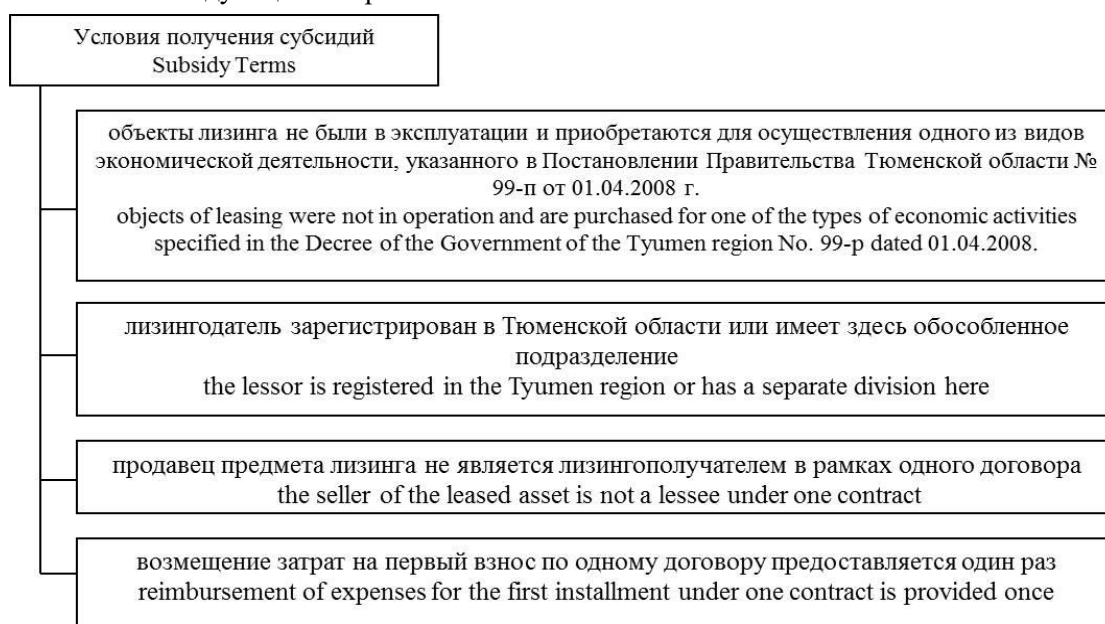 Условия получения субсидий
Subsidy Terms
объекты лизинга не были в эксплуатации и приобретаются для осуществления одного из видов
экономической деятельности, указанного в Постановлении Правительства Тюменской области №
99-п от 01.04.2008 г.
objects of leasing were not in operation and are purchased for one of the types of economic activities
specified in the Decree of the Government of the Tyumen region No. 99-p dated 01.04.2008.
лизингодатель зарегистрирован в Тюменской области или имеет здесь обособленное
подразделение
the lessor is registered in the Tyumen region or has a separate division here
продавец предмета лизинга не является лизингополучателем в рамках одного договора
the seller of the leased asset is not a lessee under one contract
возмещение затрат на первый взнос по одному договору предоставляется один раз
reimbursement of expenses for the first installment under one contract is provided once